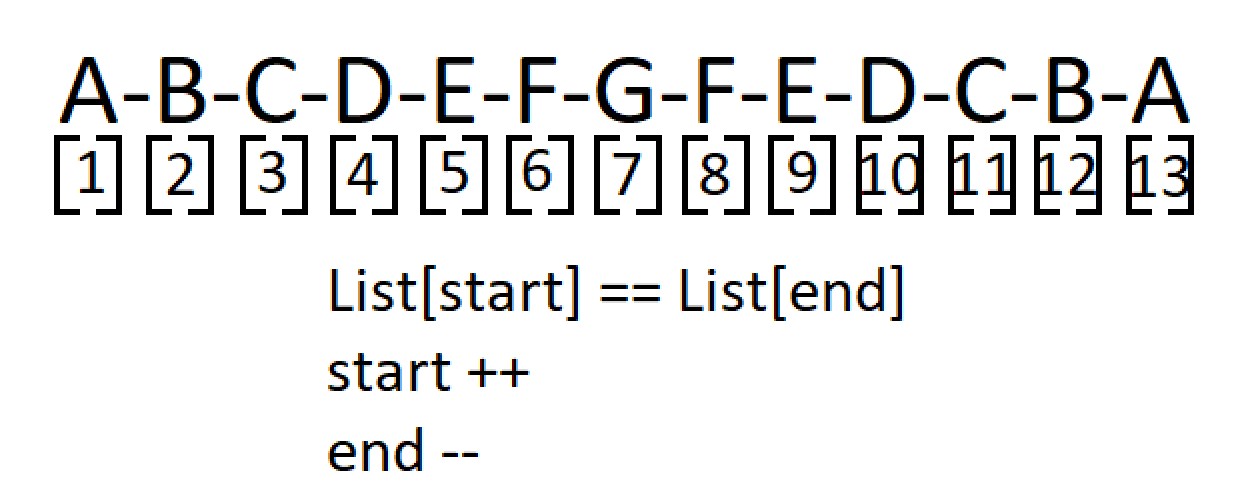 A-B-C-D-E-F-G-F-E-D-C-B-A
[1] [2] [3] [4] [5] [6] [7] [8] [9] [10] [11] [12] [13]
List[start] == List[end]
start ++
end --